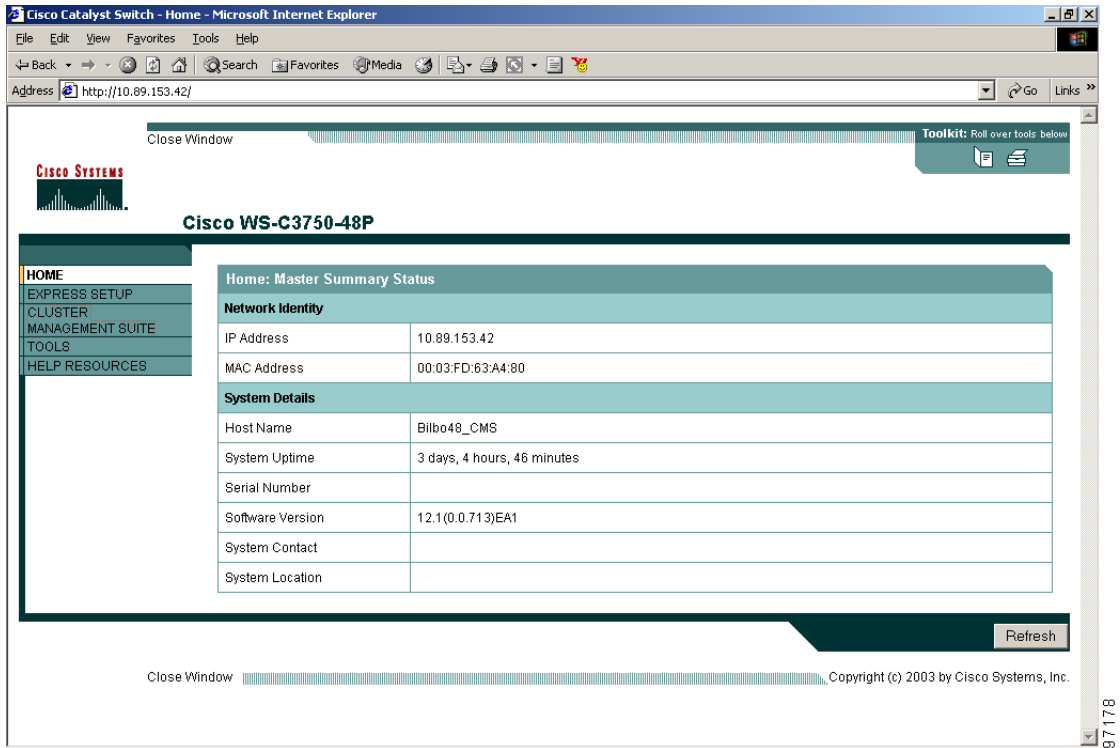 Cisco Catalyst Switch - Home - Microsoft Internet Explorer
File Edit View Favorites Tools Help
Back Search Favorites Media
Address http://10.89.153.42/ Go Links »
Close Window
Toolkit: Roll over tools below
CISCO SYSTEMS
Cisco WS-C3750-48P
HOME
EXPRESS SETUP
CLUSTER
MANAGEMENT SUITE
TOOLS
HELP RESOURCES
Home: Master Summary Status
Network Identity
IP Address 10.89.153.42
MAC Address 00:03:FD:63:A4:80
System Details
Host Name Bilbo48_CMS
System Uptime 3 days, 4 hours, 46 minutes
Serial Number
Software Version 12.1(0.0.713)EA1
System Contact
System Location
Refresh
Close Window
Copyright (c) 2003 by Cisco Systems, Inc.
97178